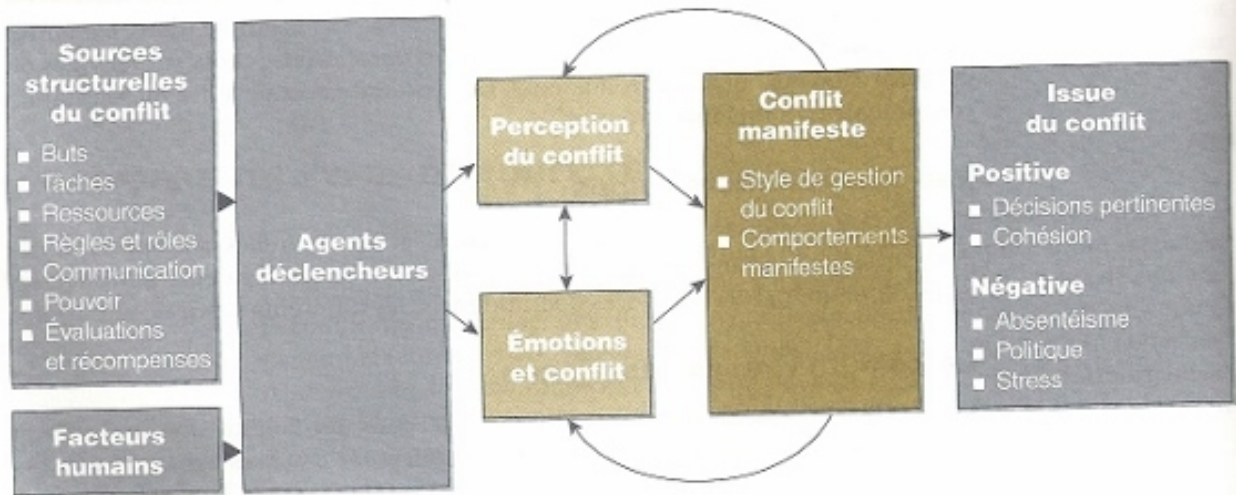 Sources
structurelles
du conflit
■ Buts
■ Tâches
■ Ressources
■ Règles et rôles
■ Communication
■ Pouvoir
■ Évaluations
et récompenses
Facteurs
humains
Agents
déclencheurs
Perception
du conflit
Émotions
et conflit
Conflit
manifeste
■ Style de gestion
du conflit
■ Comportements
manifestes
Issue
du conflit
Positive
■ Décisions pertinentes
■ Cohésion
Négative
■ Absentéisme
■ Politique
■ Stress